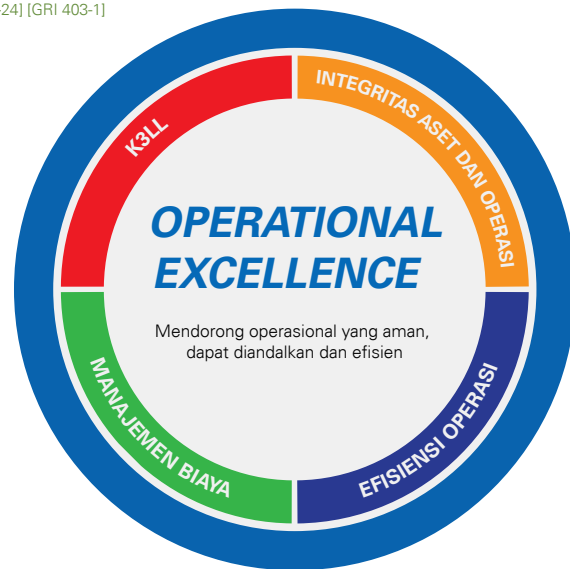 -24] [GRI 403-1]
K3LL
INTEGRITAS ASET DAN OPERASI
OPERATIONAL
EXCELLENCE
Mendorong operasional yang aman,
dapat diandalkan dan efisien
MANAJEMEN BIAYA
EFISIENSI OPERASI